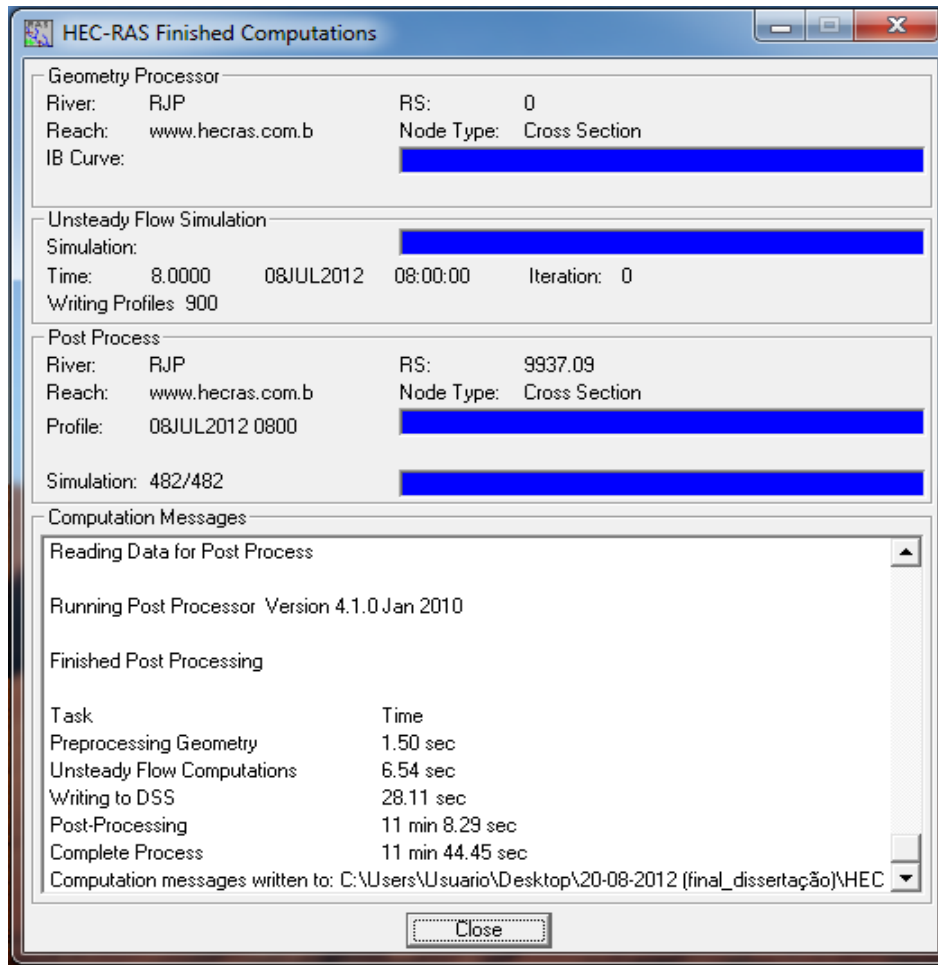 HEC-RAS Finished Computations
Geometry Processor
River: RJP RS: 0
Reach: www.hecras.com.b Node Type: Cross Section
IB Curve:
Unsteady Flow Simulation
Simulation:
Time: 8.0000 08JUL2012 08:00:00 Iteration: 0
Writing Profiles 900
Post Process
River: RJP RS: 9937.09
Reach: www.hecras.com.b Node Type: Cross Section
Profile: 08JUL2012 0800
Simulation: 482/482
Computation Messages
Reading Data for Post Process
Running Post Processor Version 4.1.0 Jan 2010
Finished Post Processing
Task Time
Preprocessing Geometry 1.50 sec
Unsteady Flow Computations 6.54 sec
Writing to DSS 28.11 sec
Post-Processing 11 min 8.29 sec
Complete Process 11 min 44.45 sec
Computation messages written to: C:\Users\Usuario\Desktop\20-08-2012 (final_dissertação)\HEC
Close